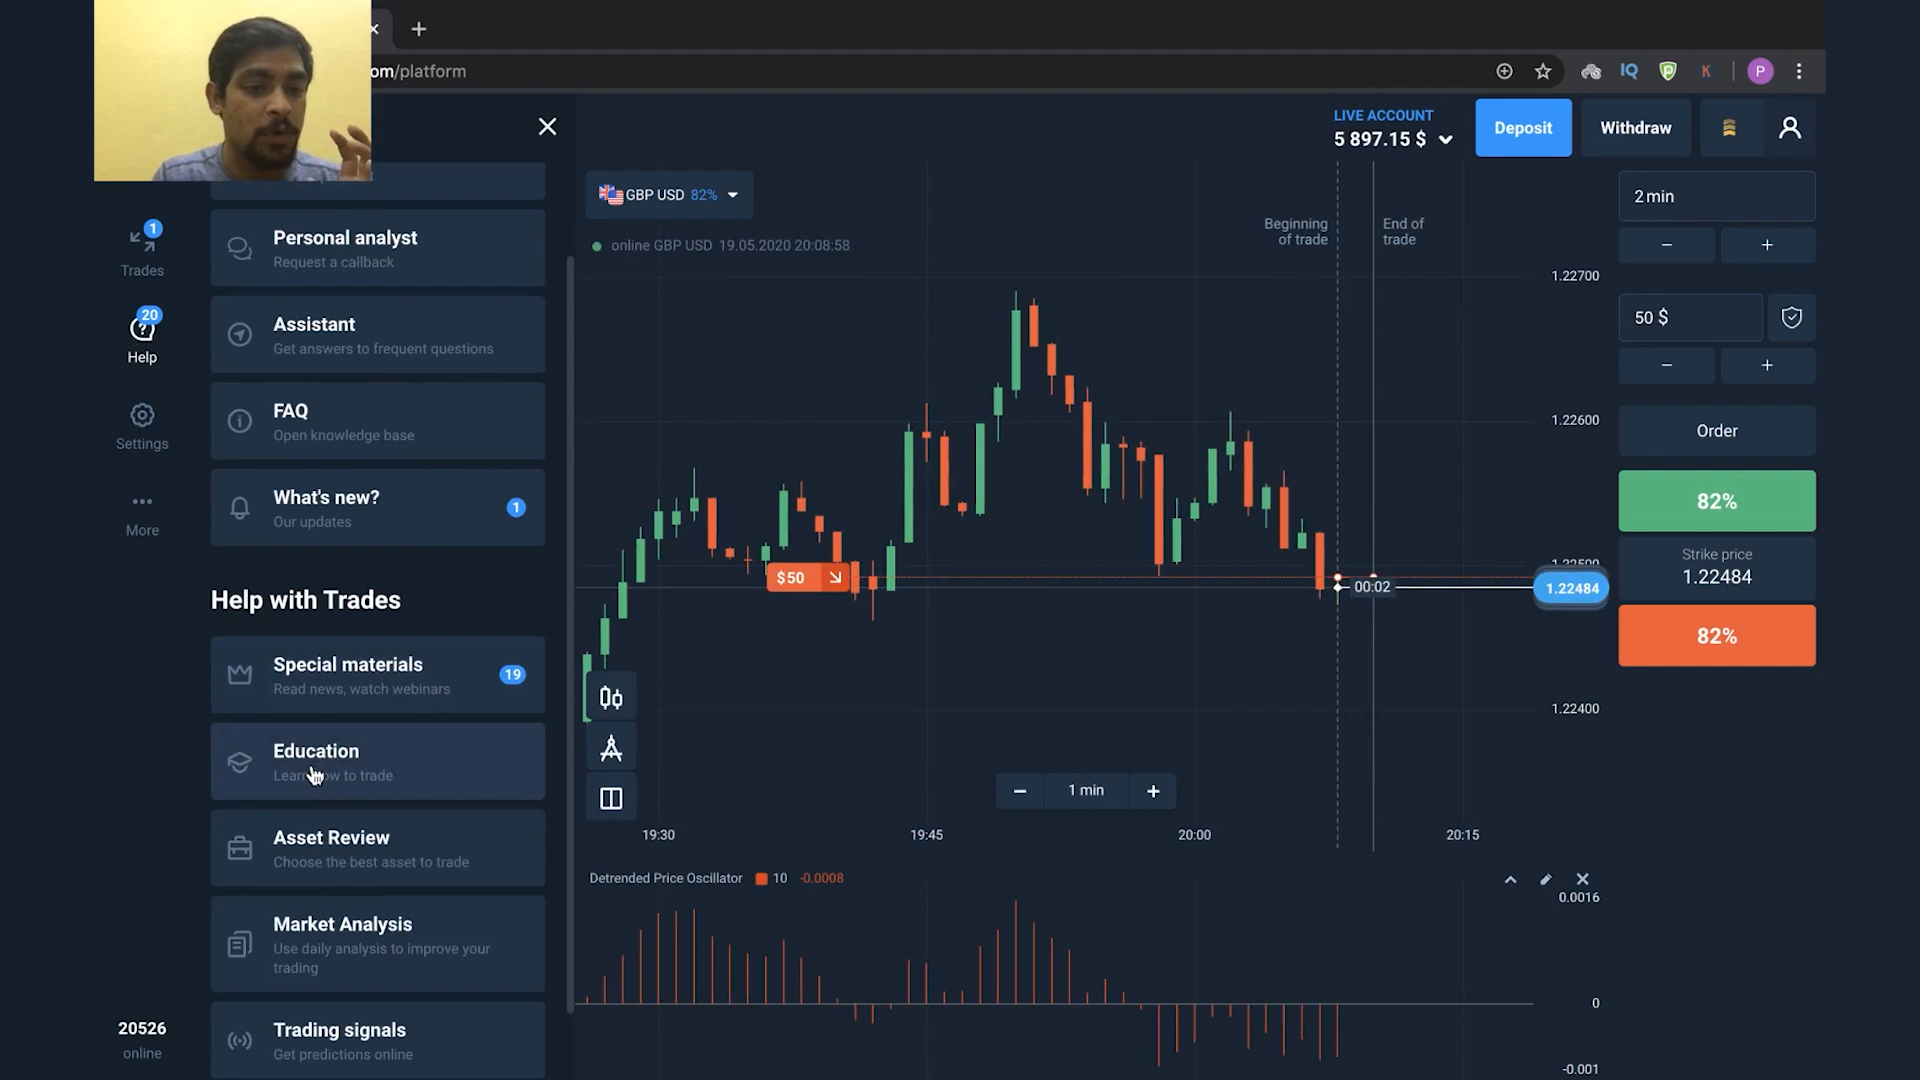 om/platform
IQ
K
P
LIVE ACCOUNT
5 897.15 $
Deposit
Withdraw
1
Trades
20
Help
Settings
More
20526
online
Personal analyst
Request a callback
Assistant
Get answers to frequent questions
FAQ
Open knowledge base
What's new?
Our updates
1
Help with Trades
Special materials
Read news, watch webinars
19
Education
Learn how to trade
Asset Review
Choose the best asset to trade
Market Analysis
Use daily analysis to improve your
trading
Trading signals
Get predictions online
GBP USD 82%
online GBP USD 19.05.2020 20:08:58
Beginning
of trade
End of
trade
1.22700
1.22600
1.22500
1.22400
$50
00:02
1.22484
1 min
19:30
19:45
20:00
20:15
Detrended Price Oscillator 10 -0.0008
0.0016
0
-0.001
2 min
50 $
Order
82%
Strike price
1.22484
82%